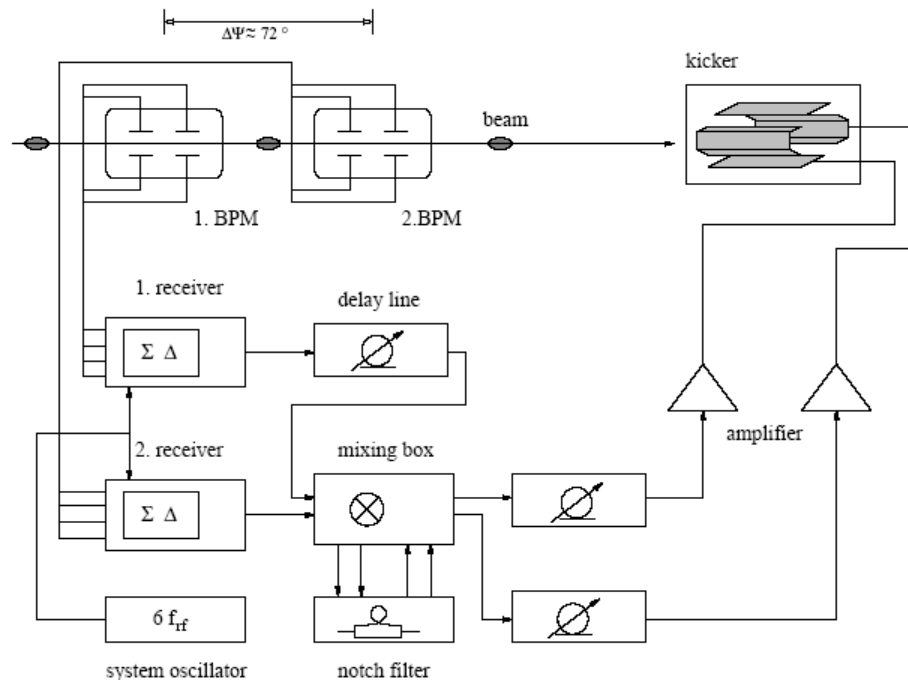 ΔΨ≈ 72 °
kicker
beam
1. BPM
2.BPM
1. receiver
delay line
Σ Δ
amplifier
2. receiver
mixing box
Σ Δ
6 frf
system oscillator
notch filter